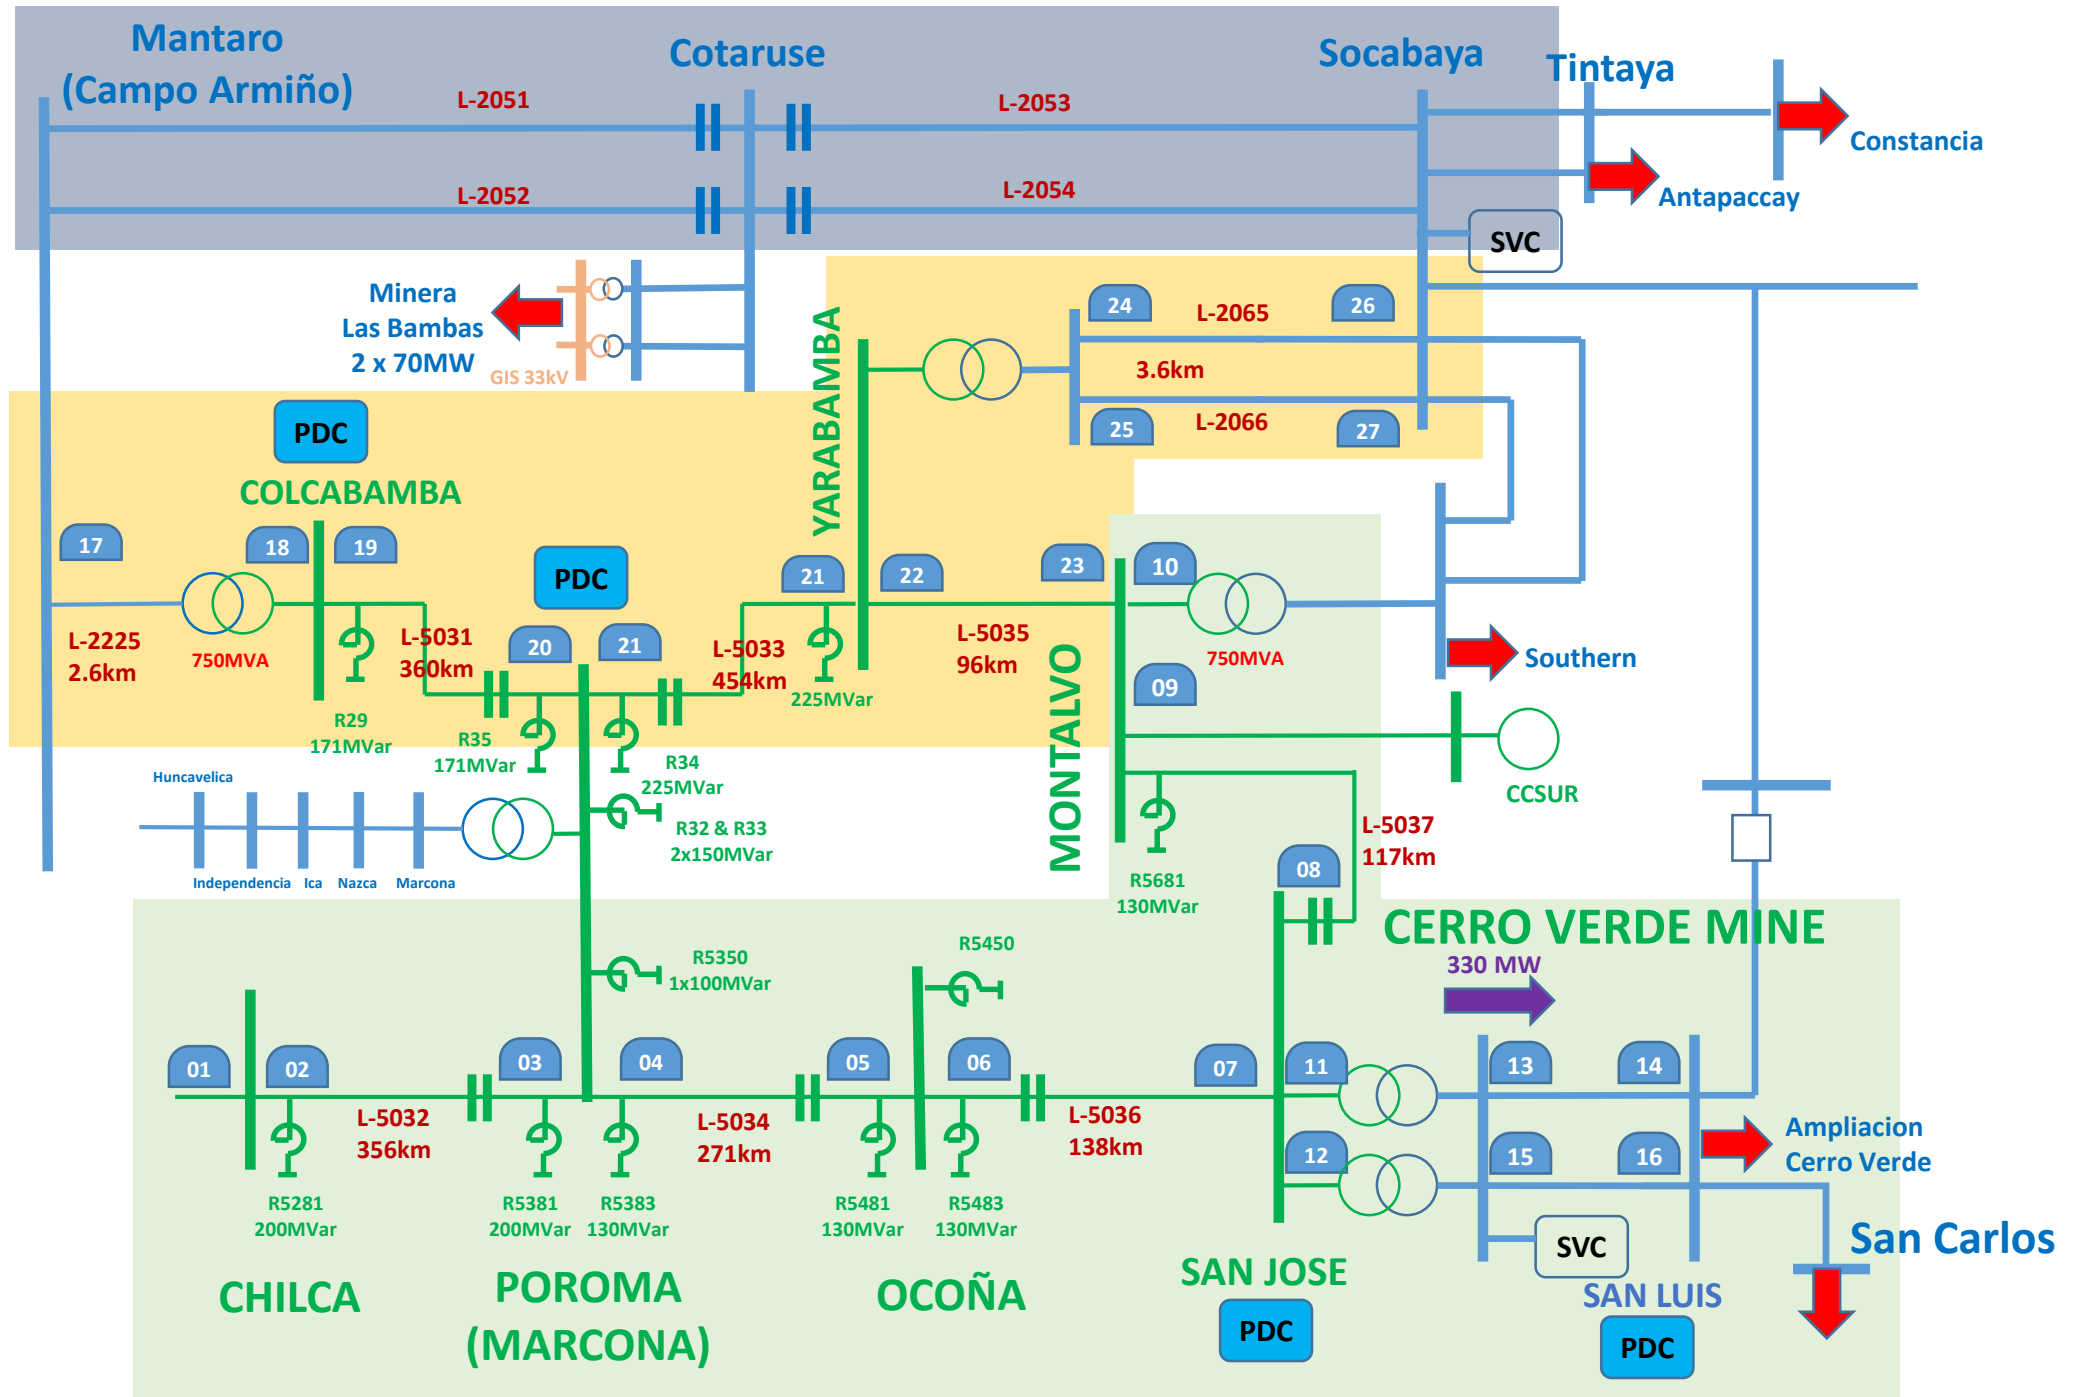 Mantaro
(Campo Armiño)
Cotaruse
Socabaya
Tintaya
L-2051
L-2053
Constancia
L-2052
L-2054
Antapaccay
SVC
Minera
Las Bambas
2 x 70MW
GIS 33kV
YARABAMBA
24
L-2065
26
3.6km
25
L-2066
27
PDC
COLCABAMBA
17
18
19
PDC
21
22
23
10
L-2225
2.6km
750MVA
L-5031
360km
20
21
L-5033
454km
225MVar
L-5035
96km
MONTALVO
750MVA
Southern
09
R29
171MVar
R35
171MVar
R34
225MVar
CCSUR
Huncavelica
R32 & R33
2x150MVar
L-5037
117km
Independencia
Ica
Nazca
Marcona
R5681
130MVar
08
CERRO VERDE MINE
330 MW
R5350
1x100MVar
R5450
01
02
03
04
05
06
07
11
13
14
L-5032
356km
L-5034
271km
L-5036
138km
12
15
16
Ampliacion
Cerro Verde
R5281
200MVar
R5381
200MVar
R5383
130MVar
R5481
130MVar
R5483
130MVar
SVC
San Carlos
CHILCA
POROMA
(MARCONA)
OCOÑA
SAN JOSE
PDC
SAN LUIS
PDC